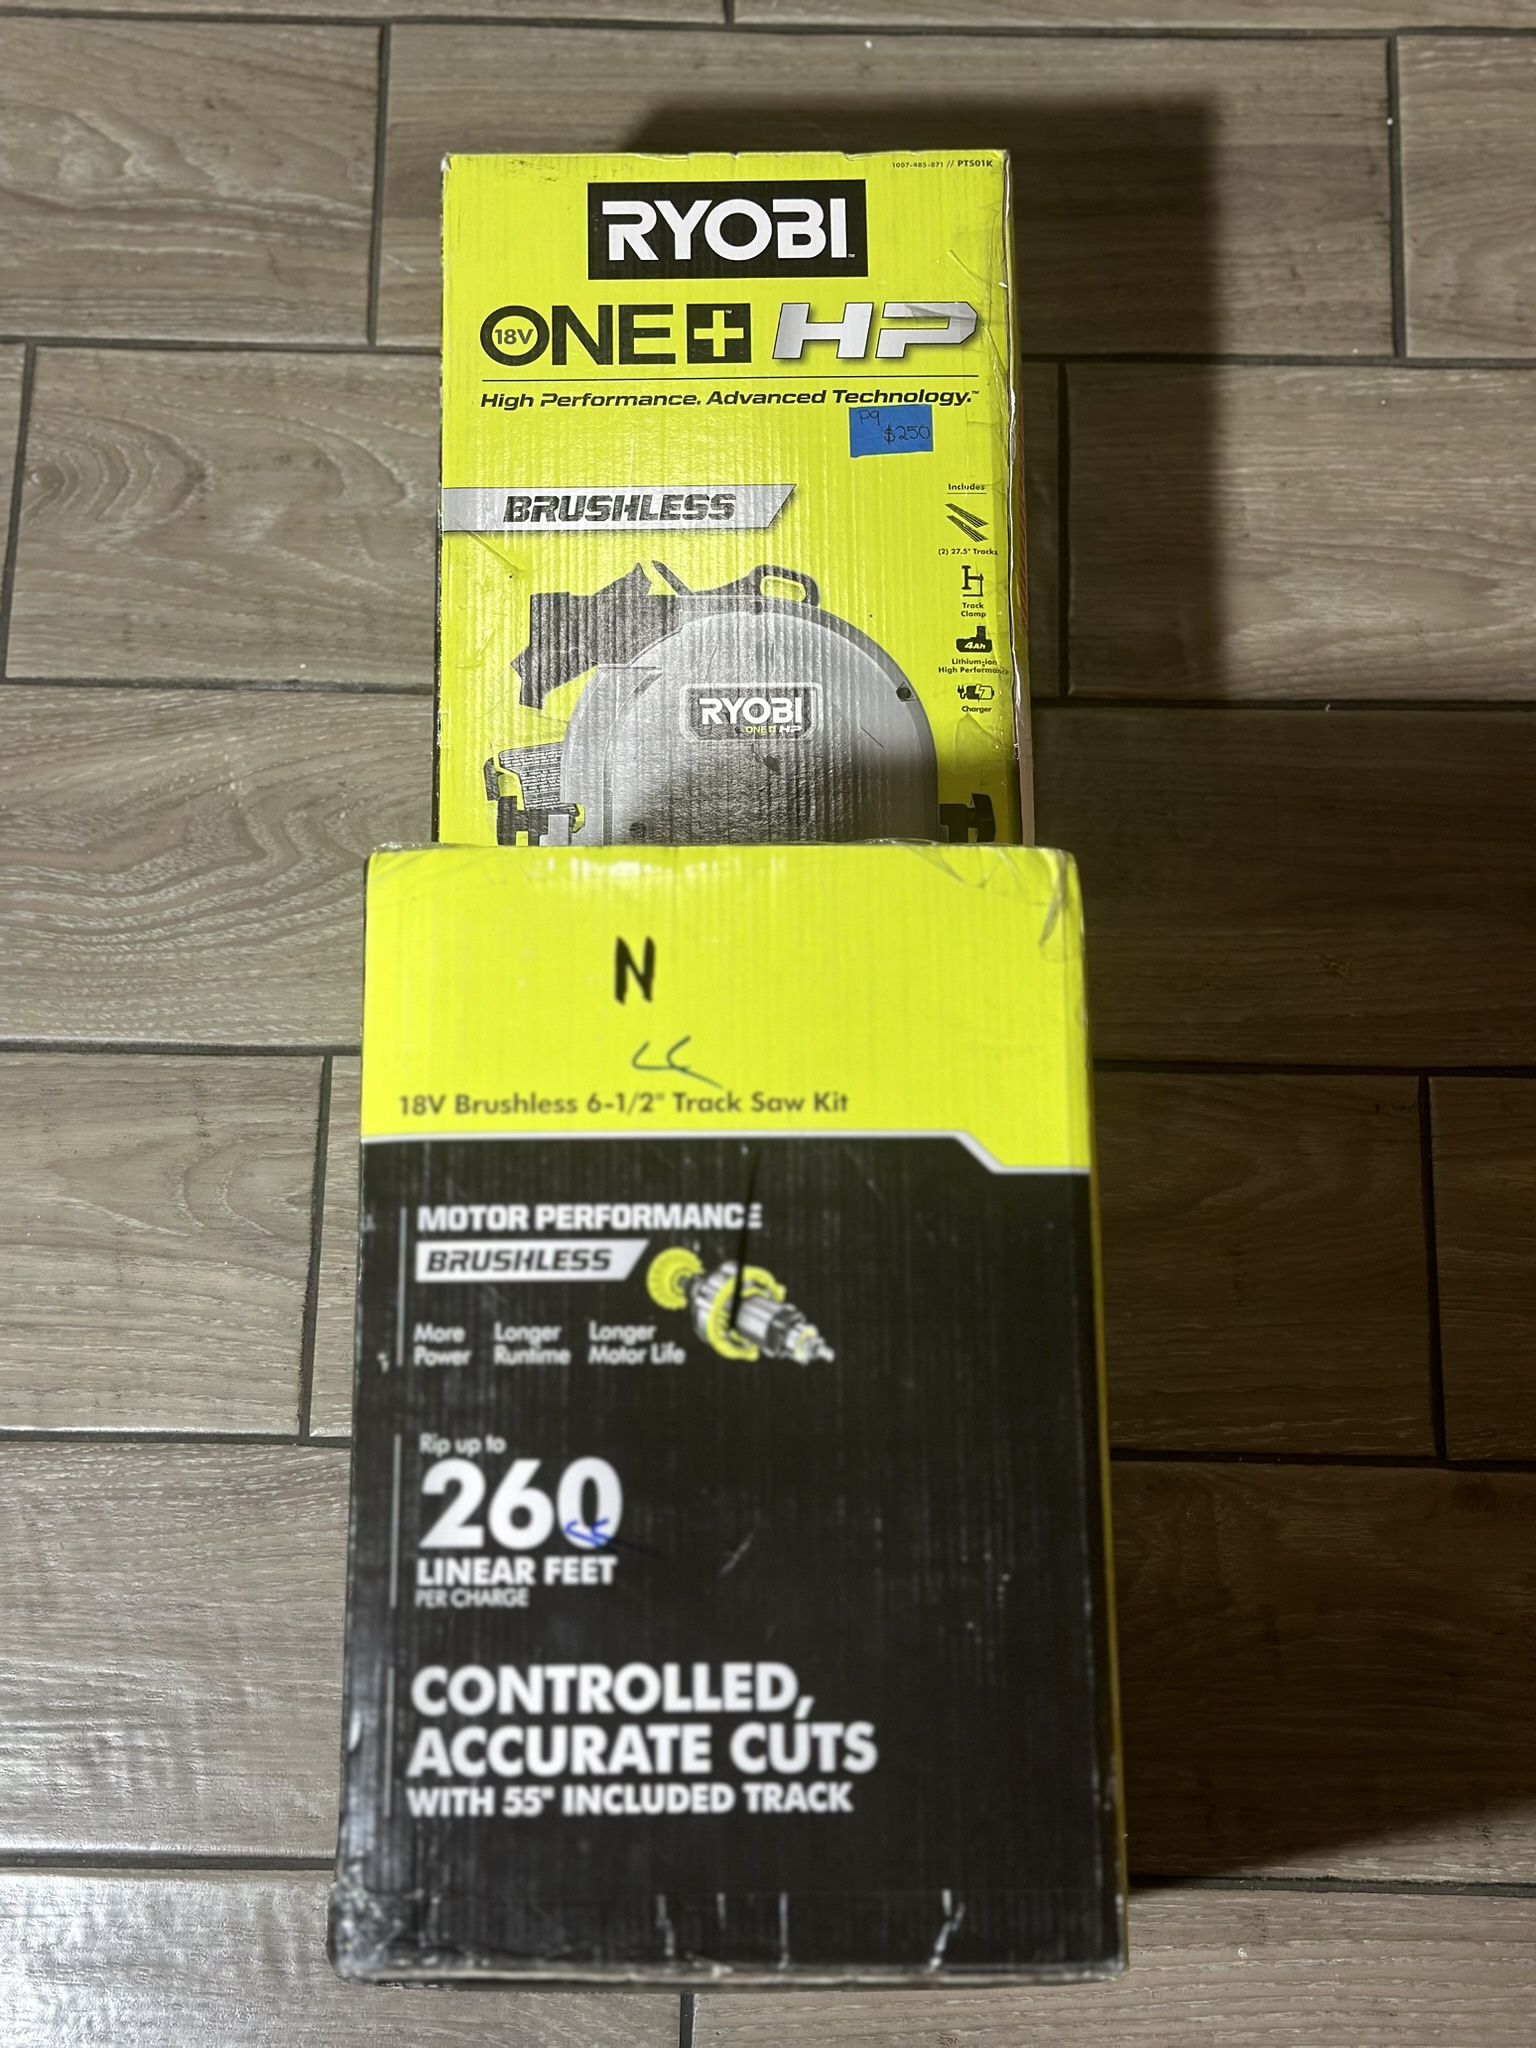 1007-485-871 // PTS01K
RYOBI™
18V ONE+™ HP
High Performance. Advanced Technology.™
P9
$250
BRUSHLESS
Includes
(2) 27.5" Tracks
Track
Clamp
4Ah
Lithium-ion
High Performance
Charger
RYOBI
ONE+ HP
N
18V Brushless 6-1/2" Track Saw Kit
MOTOR PERFORMANCE
BRUSHLESS
More Power
Longer Runtime
Longer Motor Life
Rip up to
260
LINEAR FEET
PER CHARGE
CONTROLLED,
ACCURATE CUTS
WITH 55" INCLUDED TRACK